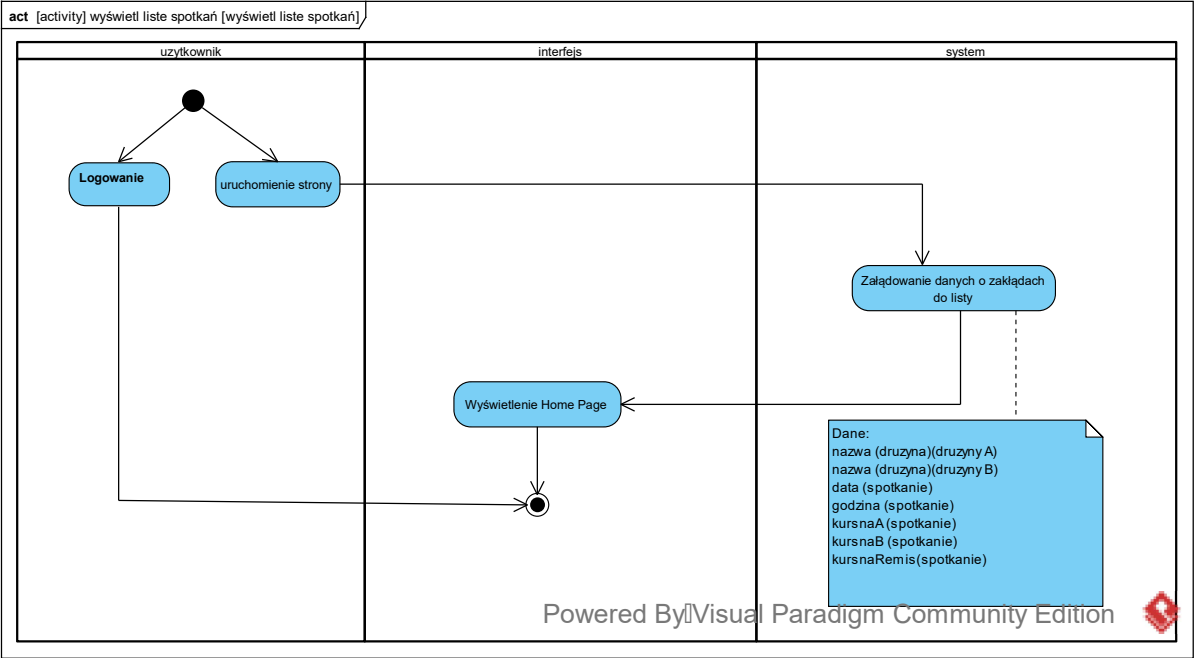 act [activity] wyświetl liste spotkań [wyświetl liste spotkań]
uzytkownik
interfejs
system
Logowanie
uruchomienie strony
Załądowanie danych o zakłądach
do listy
Wyświetlenie Home Page
Dane:
nazwa (druzyna)(druzyny A)
nazwa (druzyna)(druzyny B)
data (spotkanie)
godzina (spotkanie)
kursnaA (spotkanie)
kursnaB (spotkanie)
kursnaRemis(spotkanie)
Powered By Visual Paradigm Community Edition